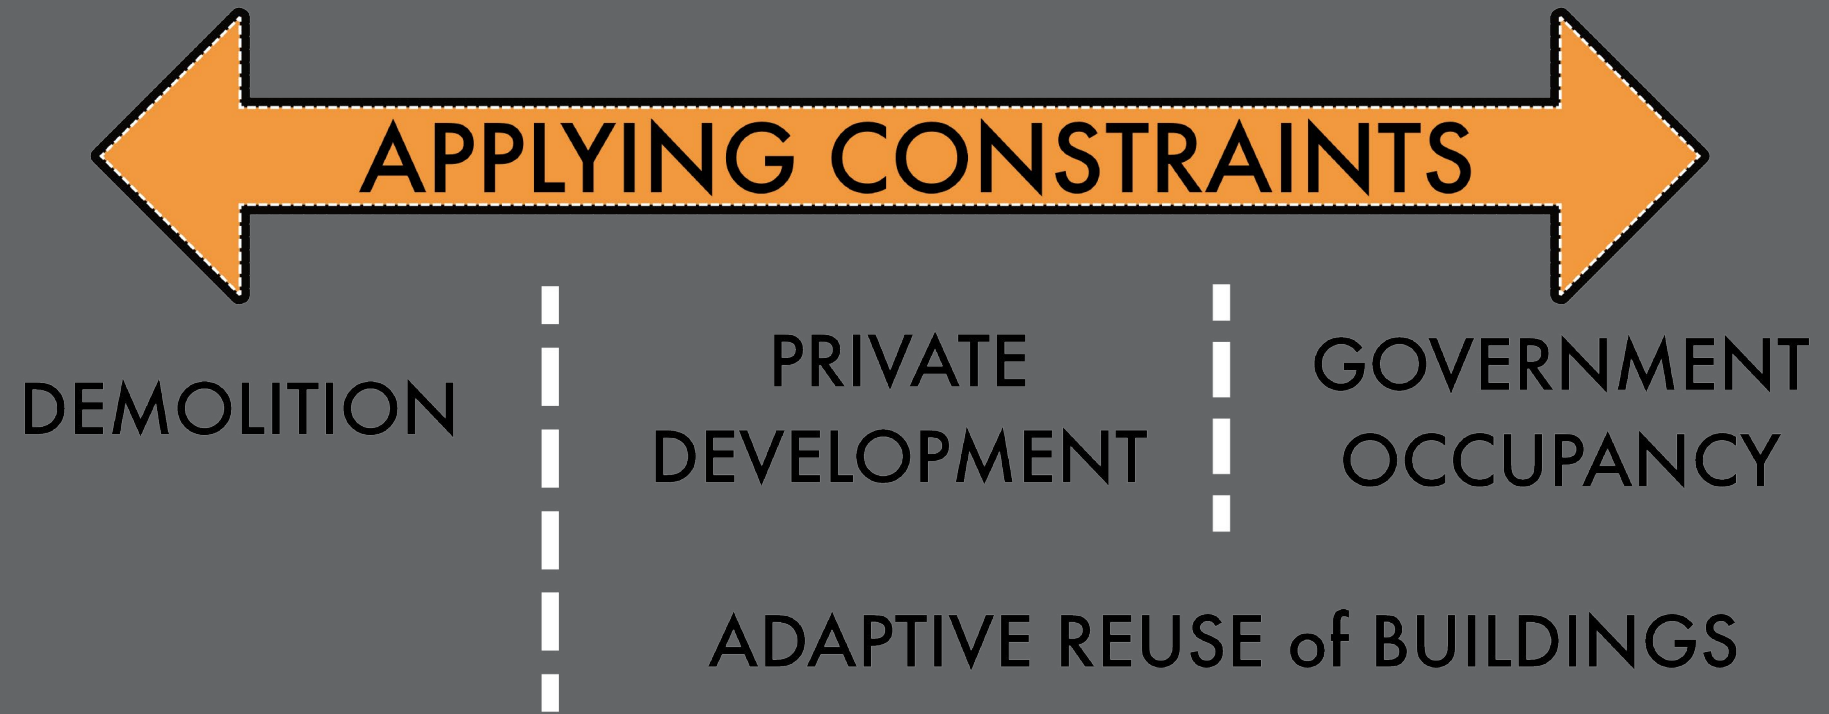 APPLYING CONSTRAINTS
DEMOLITION
PRIVATE
DEVELOPMENT
GOVERNMENT
OCCUPANCY
ADAPTIVE REUSE of BUILDINGS